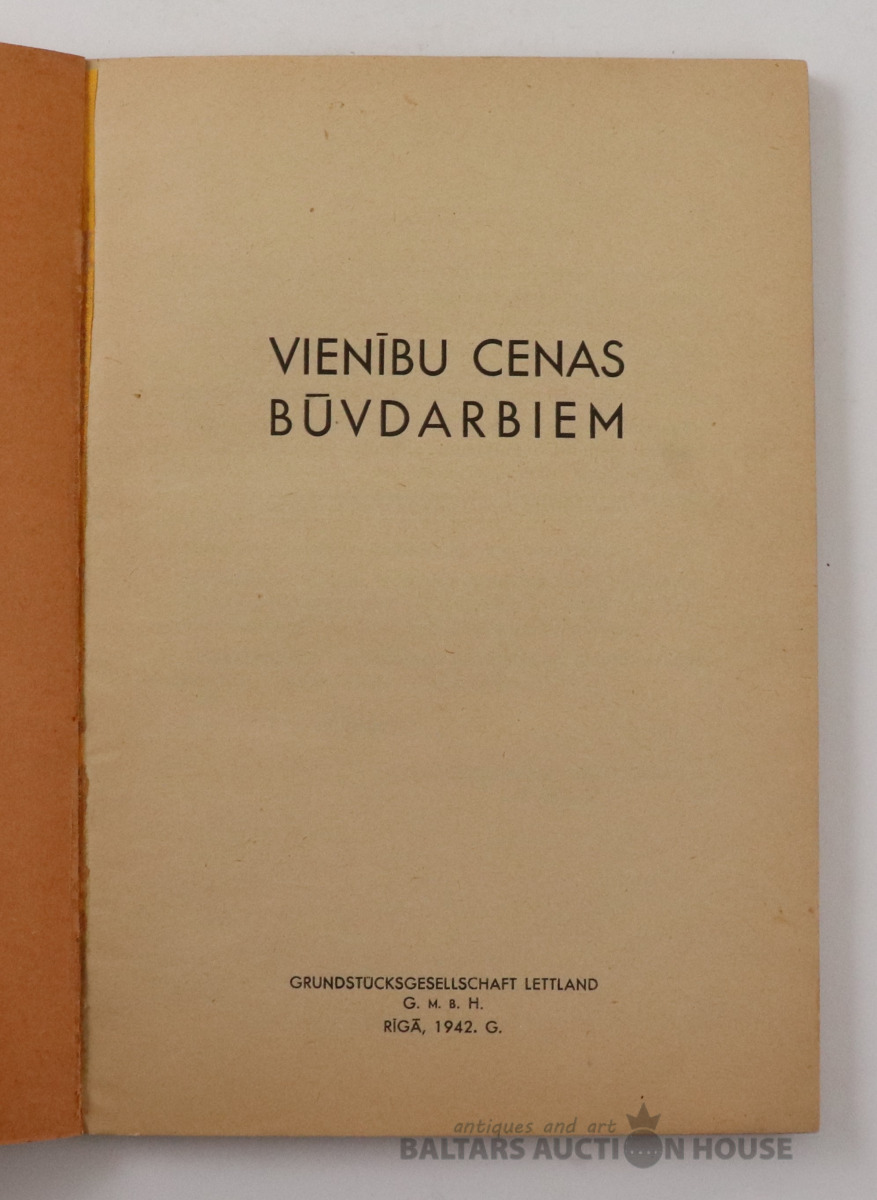 VIENĪBU CENAS
BŪVDARBIEM
GRUNDSTÜCKSGESELLSCHAFT LETTLAND
G. M. B. H.
RĪGĀ, 1942. G.
antiques and art
BALTARS AUCTION HOUSE